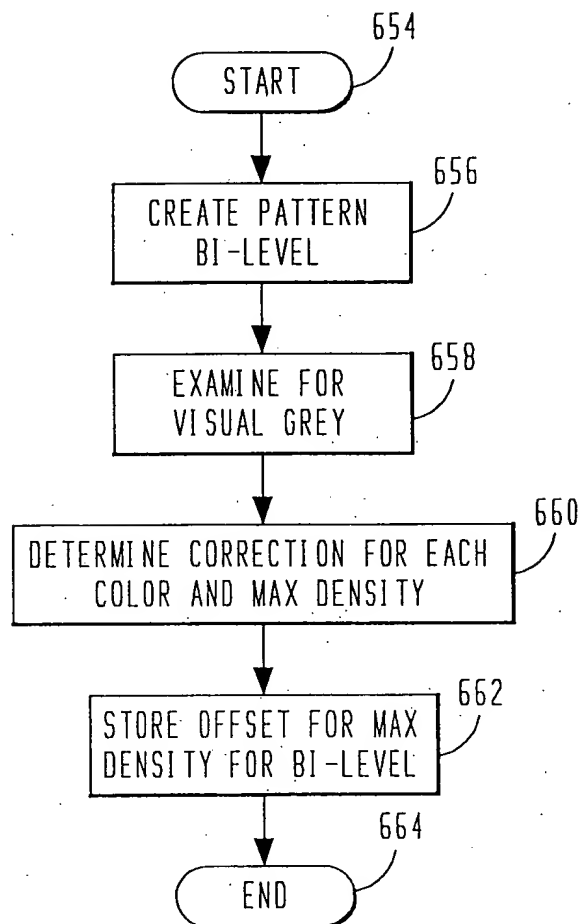 654
START
656
CREATE PATTERN
BI-LEVEL
658
EXAMINE FOR
VISUAL GREY
660
DETERMINE CORRECTION FOR EACH
COLOR AND MAX DENSITY
662
STORE OFFSET FOR MAX
DENSITY FOR BI-LEVEL
664
END